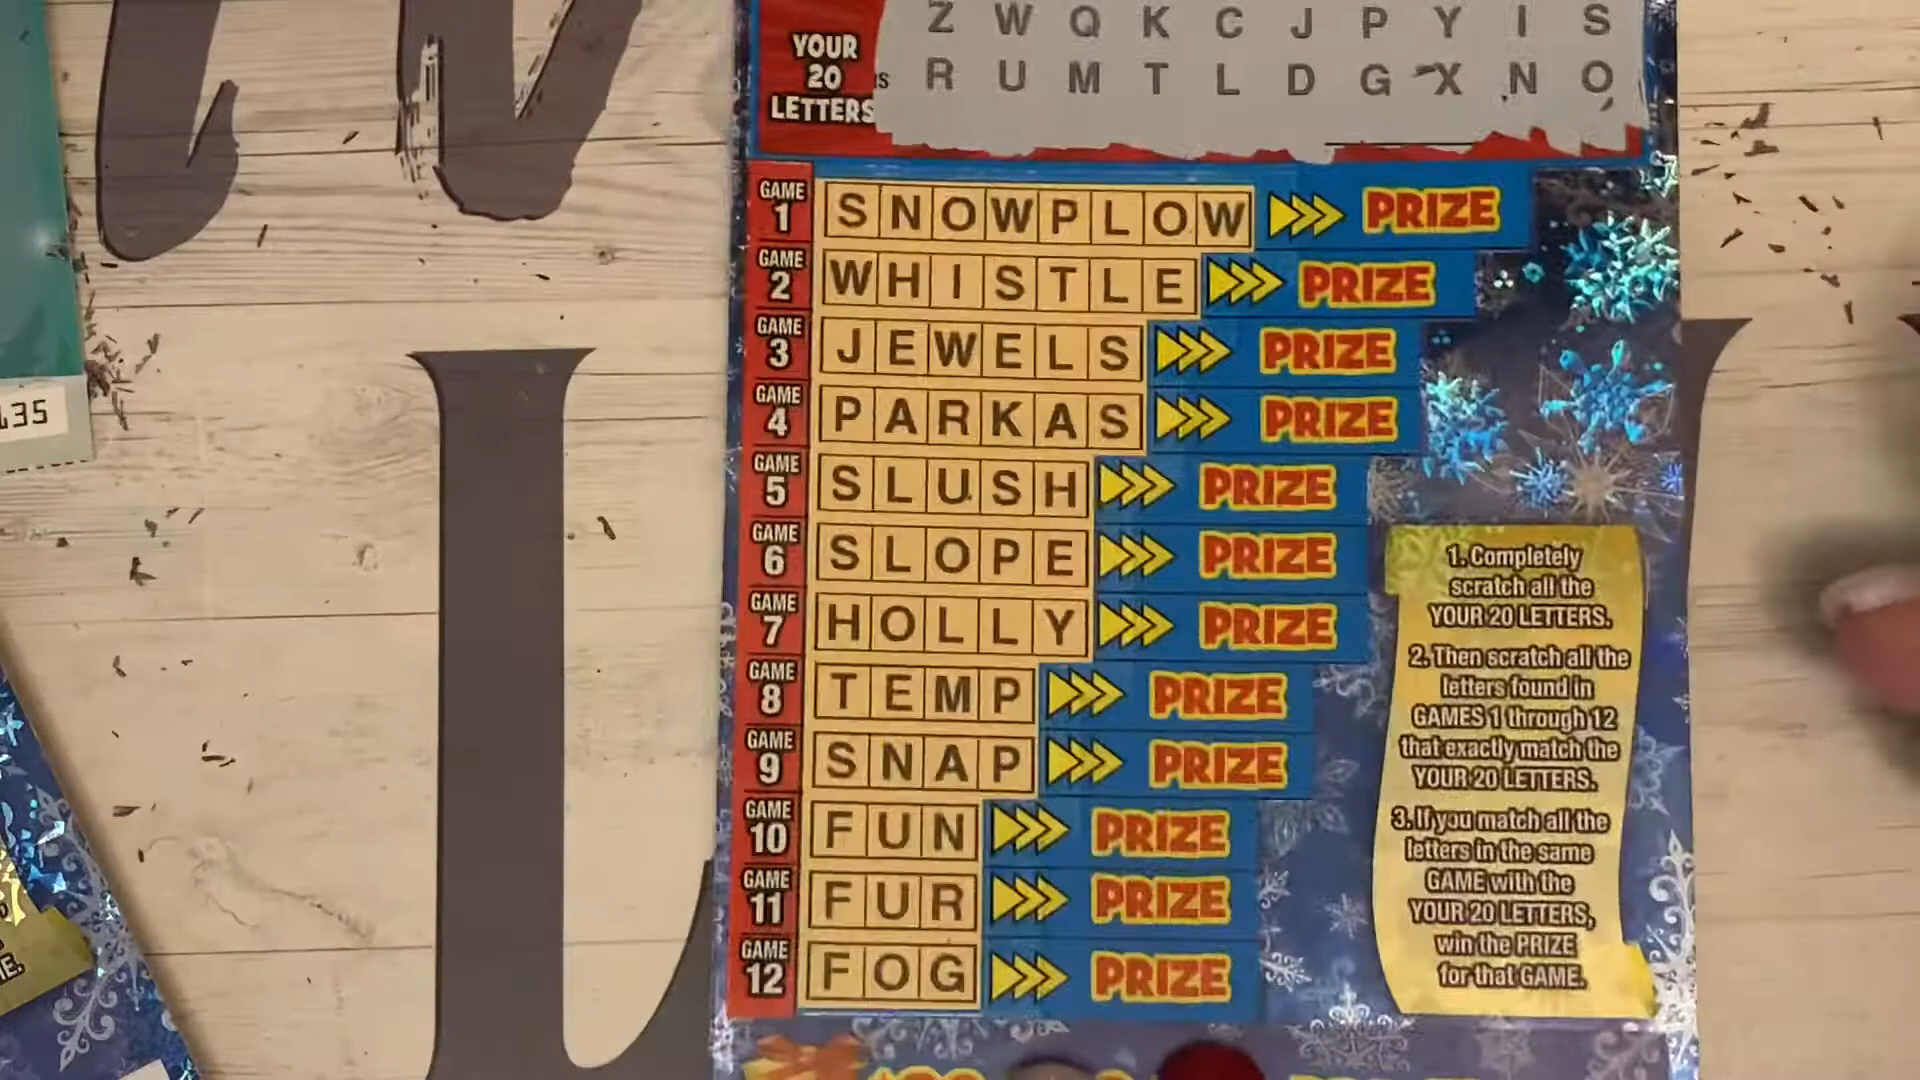 Z W Q K C J P Y I S
YOUR 20 LETTERS
R U M T L D G X N O
GAME 1 SNOWPLOW PRIZE
GAME 2 WHISTLE PRIZE
GAME 3 JEWELS PRIZE
GAME 4 PARKAS PRIZE
GAME 5 SLUSH PRIZE
GAME 6 SLOPE PRIZE
GAME 7 HOLLY PRIZE
GAME 8 TEMP PRIZE
GAME 9 SNAP PRIZE
GAME 10 FUN PRIZE
GAME 11 FUR PRIZE
GAME 12 FOG PRIZE
1. Completely
scratch all the
YOUR 20 LETTERS.
2. Then scratch all the
letters found in
GAMES 1 through 12
that exactly match the
YOUR 20 LETTERS.
3. If you match all the
letters in the same
GAME with the
YOUR 20 LETTERS,
win the PRIZE
for that GAME.